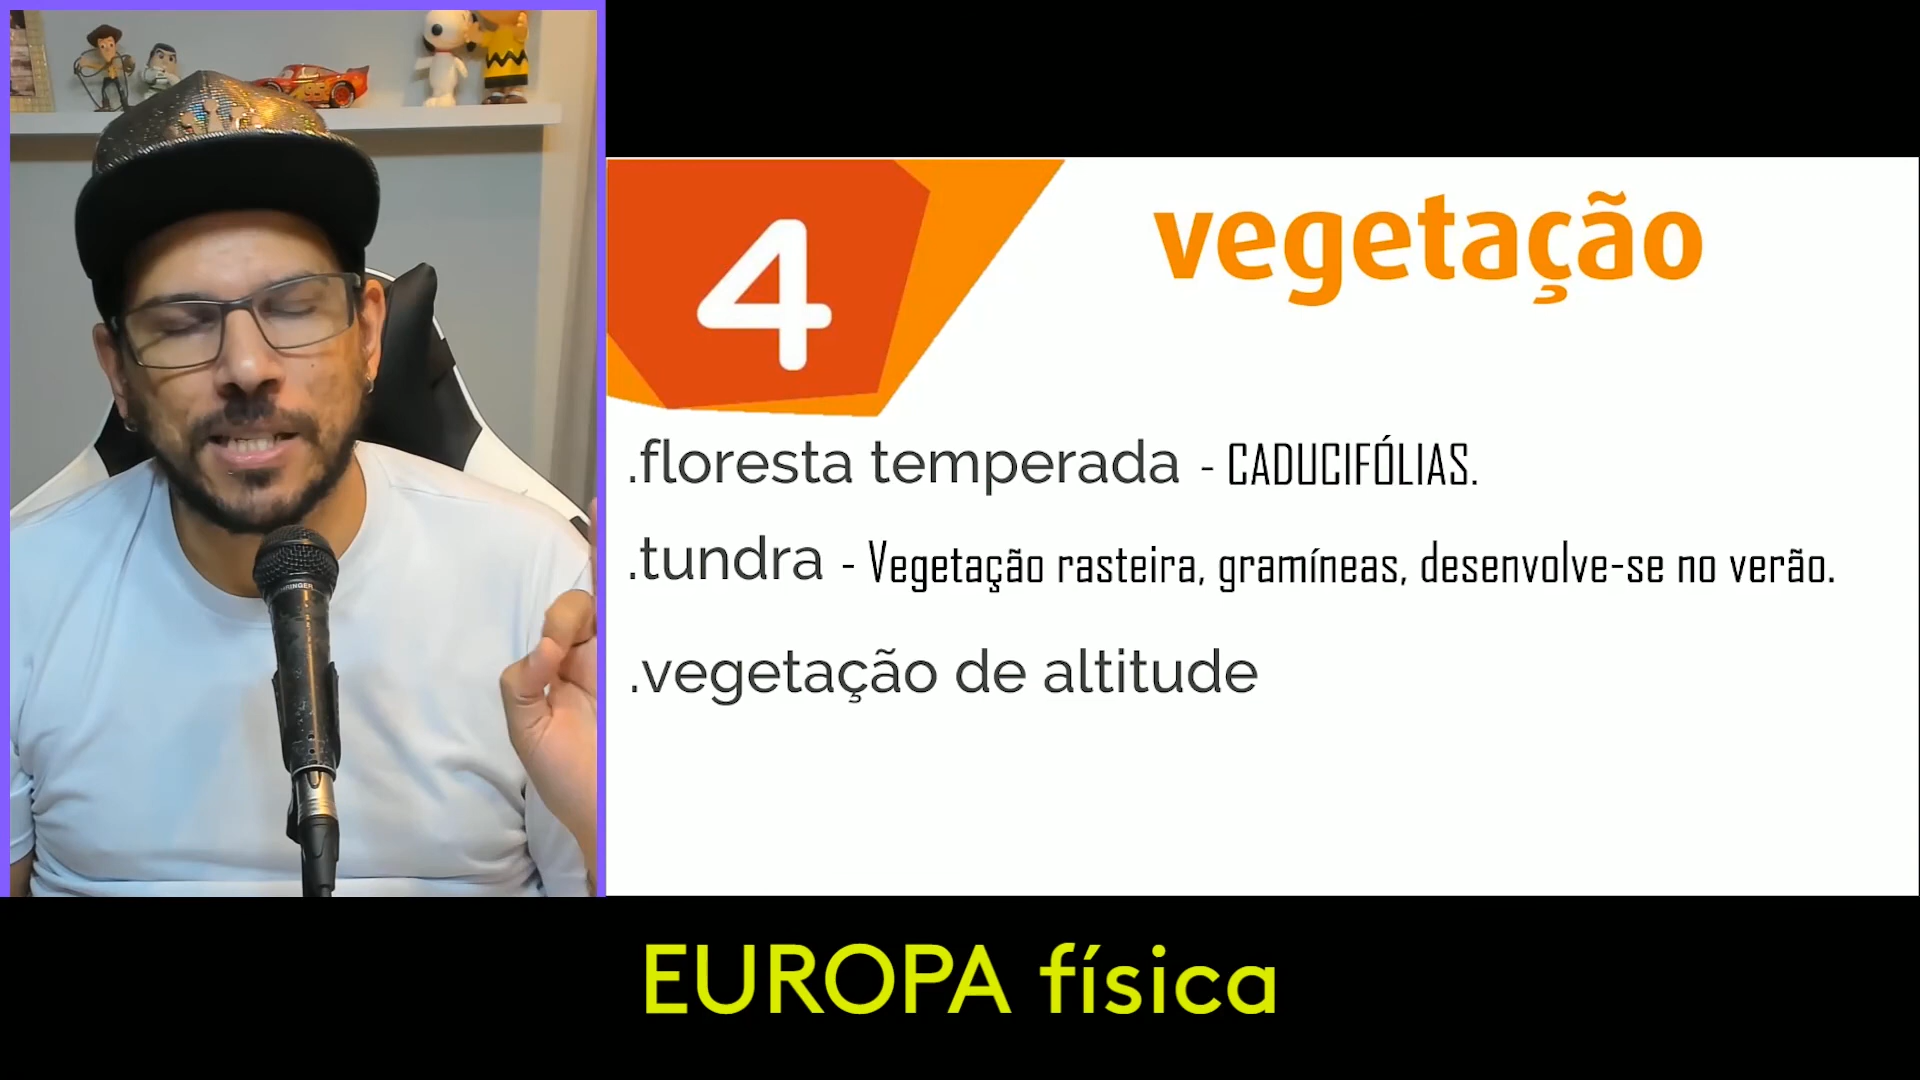 4
vegetação
.floresta temperada - CADUCIFÓLIAS.
.tundra - Vegetação rasteira, gramíneas, desenvolve-se no verão.
.vegetação de altitude
EUROPA física